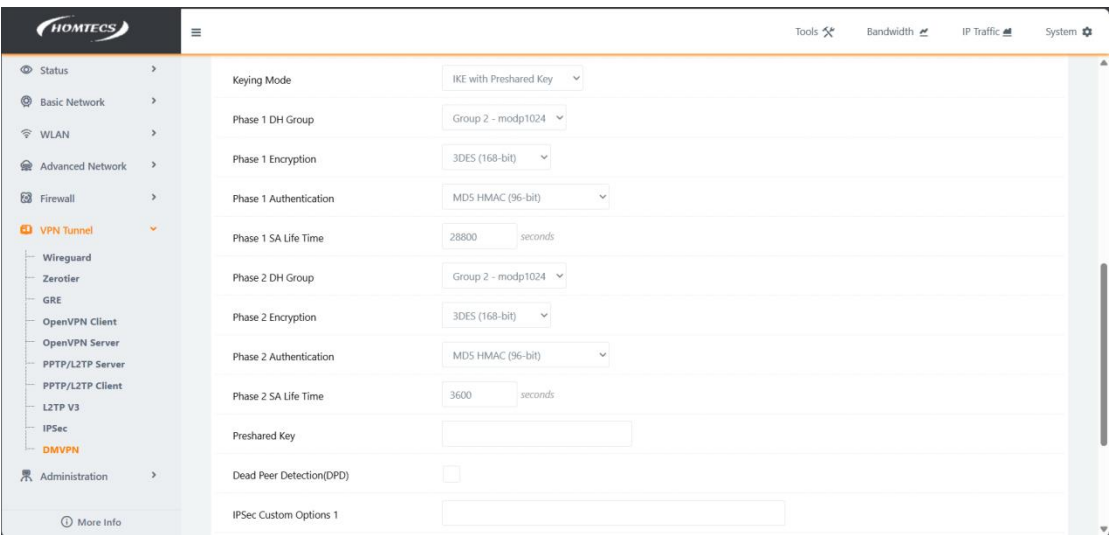 HOMTECS
Tools Bandwidth IP Traffic System
Status
Basic Network
WLAN
Advanced Network
Firewall
VPN Tunnel
Wireguard
Zerotier
GRE
OpenVPN Client
OpenVPN Server
PPTP/L2TP Server
PPTP/L2TP Client
L2TP V3
IPSec
DMVPN
Administration
More Info
Keying Mode IKE with Preshared Key
Phase 1 DH Group Group 2 - modp1024
Phase 1 Encryption 3DES (168-bit)
Phase 1 Authentication MD5 HMAC (96-bit)
Phase 1 SA Life Time 28800 seconds
Phase 2 DH Group Group 2 - modp1024
Phase 2 Encryption 3DES (168-bit)
Phase 2 Authentication MD5 HMAC (96-bit)
Phase 2 SA Life Time 3600 seconds
Preshared Key
Dead Peer Detection(DPD)
IPSec Custom Options 1